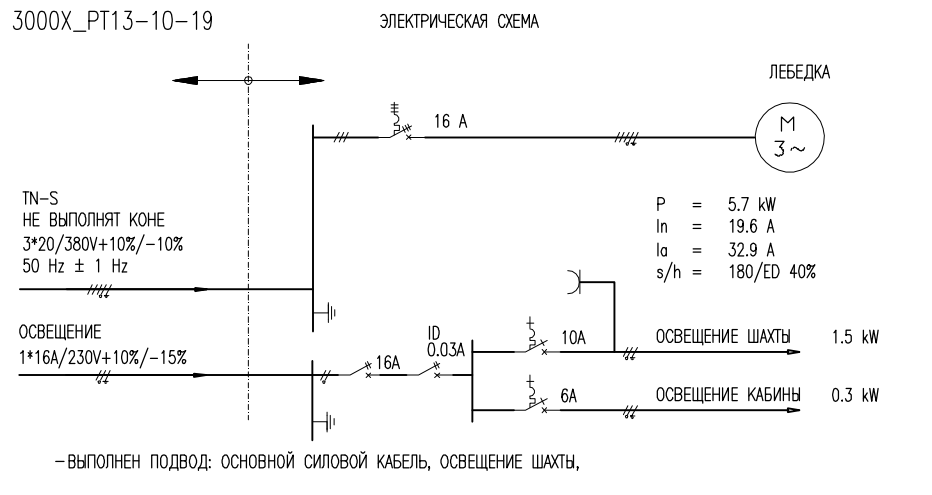 3000X_PT13-10-19
ЭЛЕКТРИЧЕСКАЯ СХЕМА
ЛЕБЕДКА
16 A
M
3~
TN-S
НЕ ВЫПОЛНЯТ КОНЕ
3*20/380V+10%/-10%
50 Hz ± 1 Hz
P = 5.7 kW
In = 19.6 A
Ia = 32.9 A
s/h = 180/ED 40%
ОСВЕЩЕНИЕ
1*16A/230V+10%/-15%
16A
ID
0.03A
10A
ОСВЕЩЕНИЕ ШАХТЫ 1.5 kW
6A
ОСВЕЩЕНИЕ КАБИНЫ 0.3 kW
-ВЫПОЛНЕН ПОДВОД: ОСНОВНОЙ СИЛОВОЙ КАБЕЛЬ, ОСВЕЩЕНИЕ ШАХТЫ,